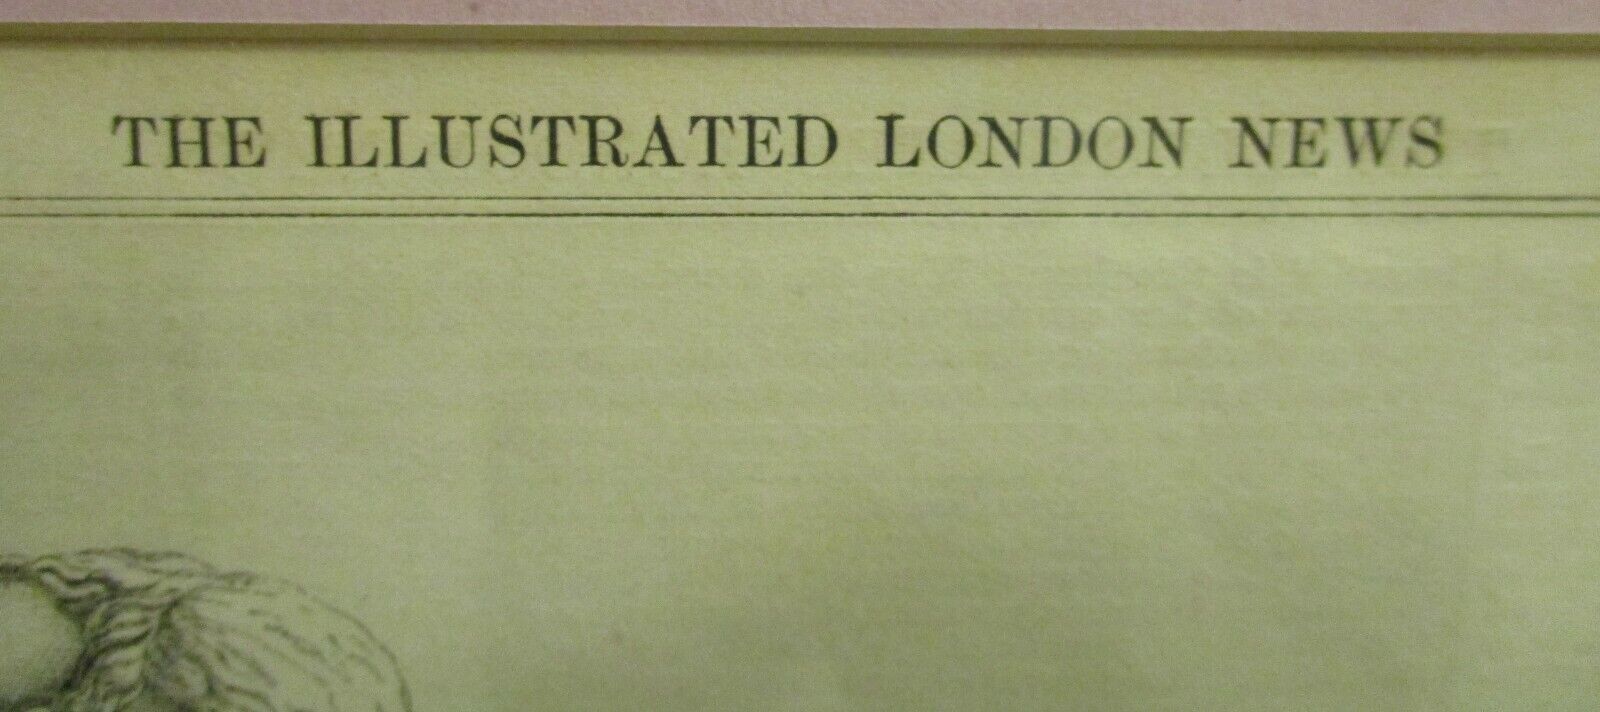 THE ILLUSTRATED LONDON NEWS